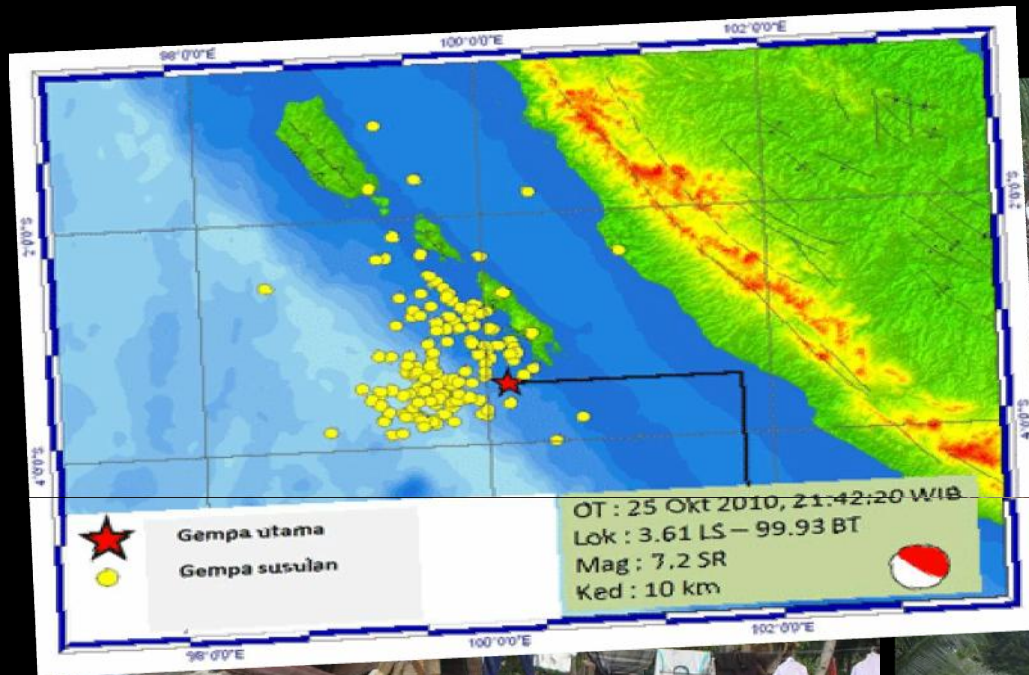 98°0'0"E 100°0'0"E 102°0'0"E
2°0'0"S 2°0'0"S
4°0'0"S 4°0'0"S
OT : 25 Okt 2010, 21:42:20 WIB
Lok : 3.61 LS – 99.93 BT
Mag : 7.2 SR
Ked : 10 km
Gempa utama
Gempa susulan
98°0'0"E 100°0'0"E 102°0'0"E